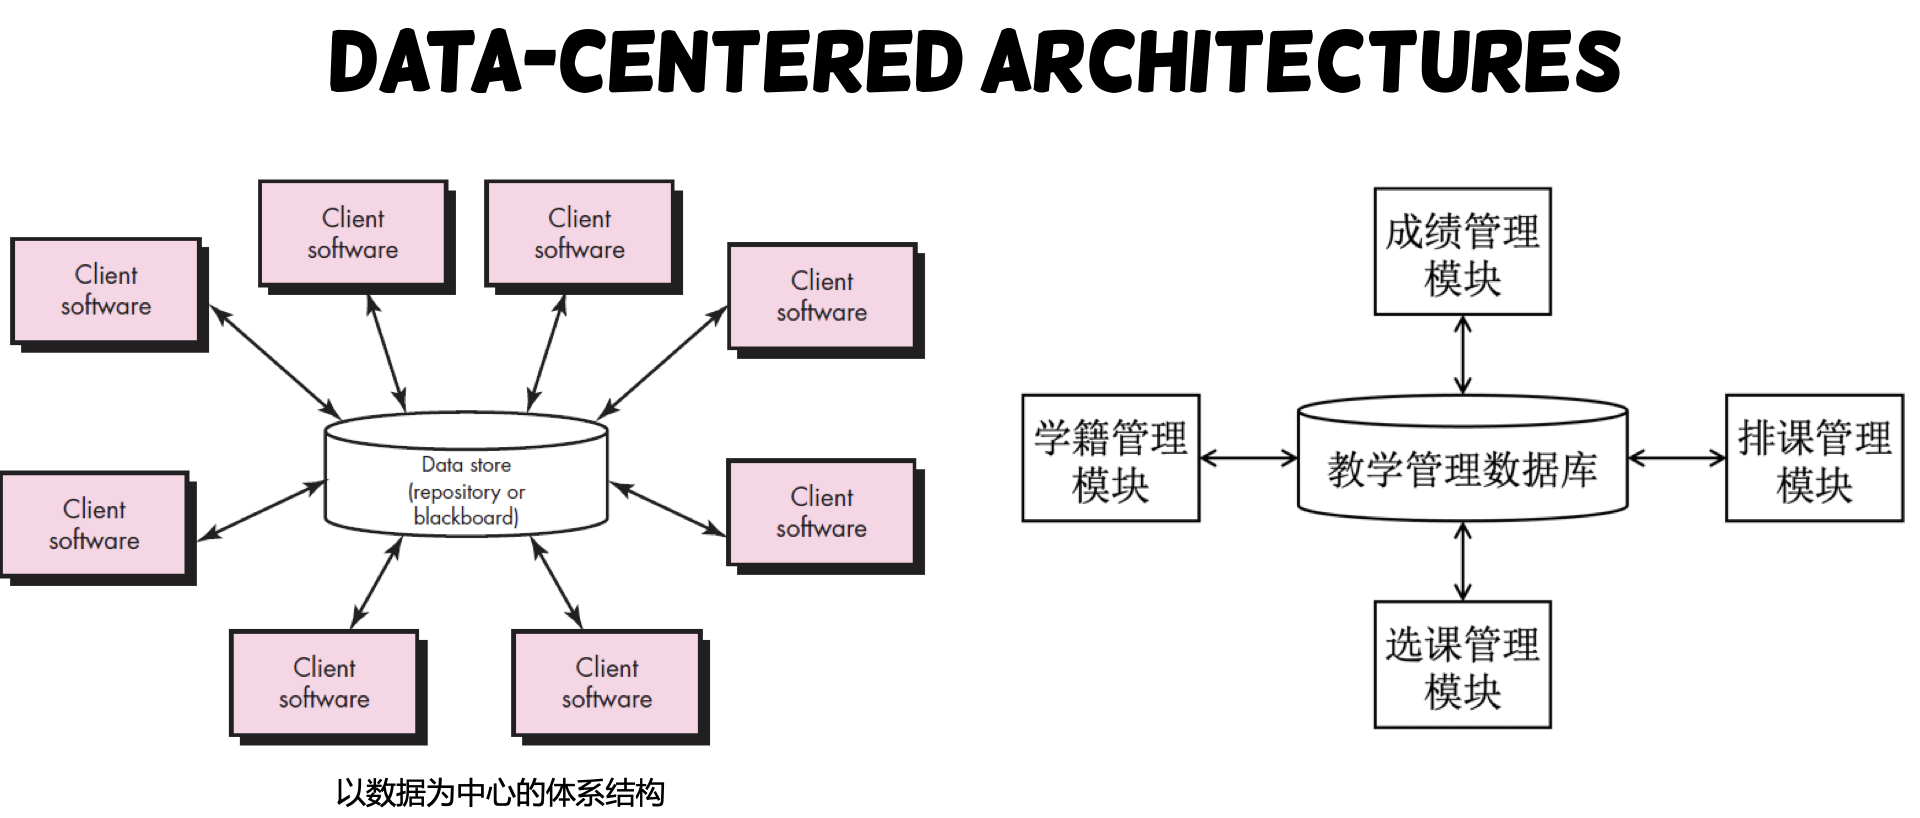 DATA-CENTERED ARCHITECTURES
Client
software
Client
software
Client
software
Client
software
Client
software
Data store
(repository or
blackboard)
Client
software
Client
software
Client
software
以数据为中心的体系结构
成绩管理
模块
学籍管理
模块
教学管理数据库
排课管理
模块
选课管理
模块